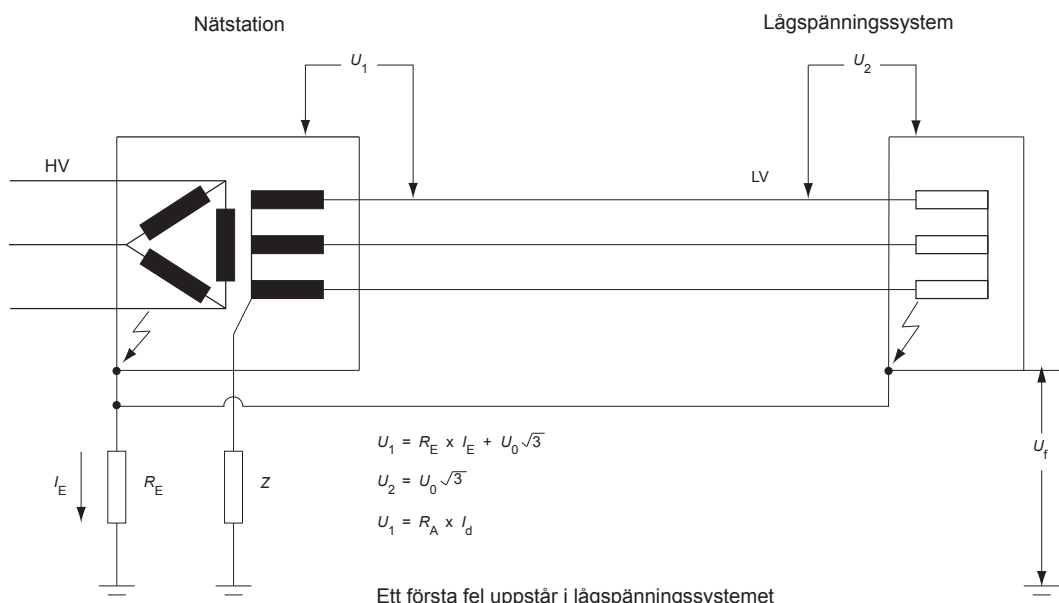 Nätstation
Lågspänningssystem
U1
U2
HV
LV
U1 = RE x IE + U0 √3
U2 = U0 √3
U1 = RA x Id
IE
RE
Z
Uf
Ett första fel uppstår i lågspänningssystemet